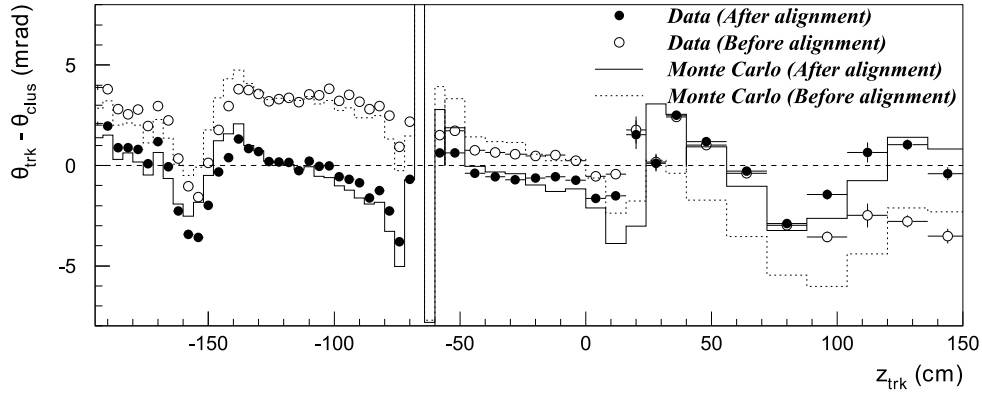 Data (After alignment)
Data (Before alignment)
Monte Carlo (After alignment)
Monte Carlo (Before alignment)
θtrk - θclus (mrad)
5
0
-5
-150 -100 -50 0 50 100 150
ztrk (cm)